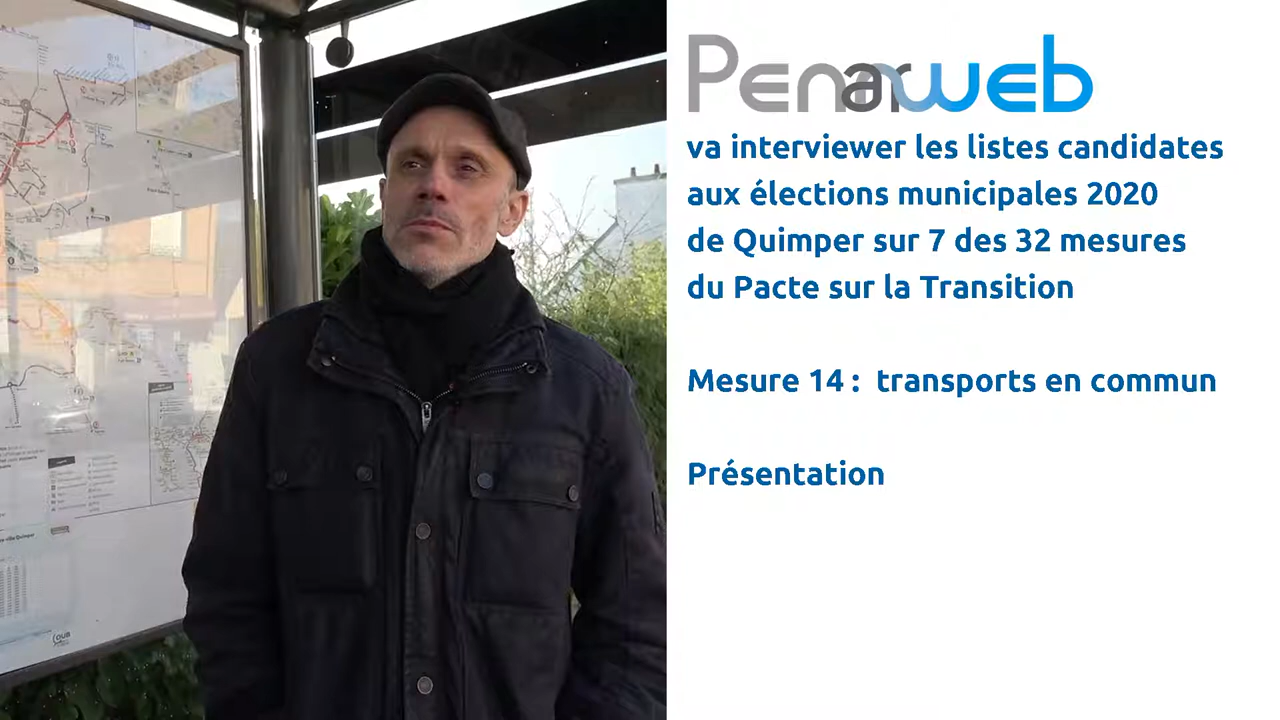 Pennarweb
va interviewer les listes candidates
aux élections municipales 2020
de Quimper sur 7 des 32 mesures
du Pacte sur la Transition
Mesure 14 : transports en commun
Présentation